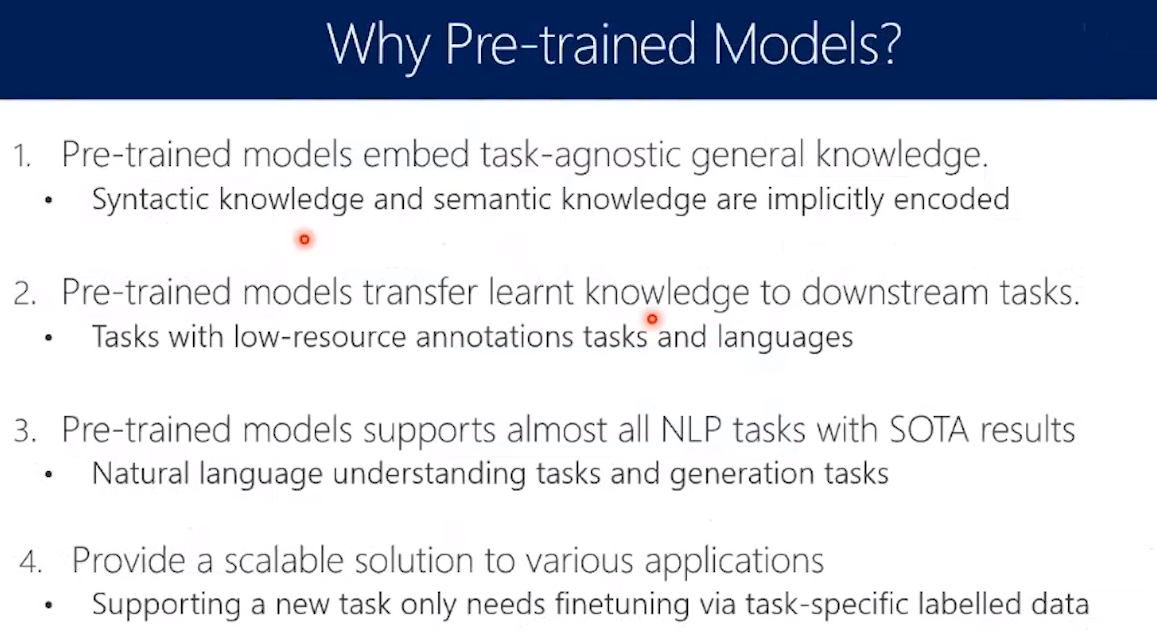 Why Pre-trained Models?
1. Pre-trained models embed task-agnostic general knowledge.
• Syntactic knowledge and semantic knowledge are implicitly encoded
2. Pre-trained models transfer learnt knowledge to downstream tasks.
• Tasks with low-resource annotations tasks and languages
3. Pre-trained models supports almost all NLP tasks with SOTA results
• Natural language understanding tasks and generation tasks
4. Provide a scalable solution to various applications
• Supporting a new task only needs finetuning via task-specific labelled data